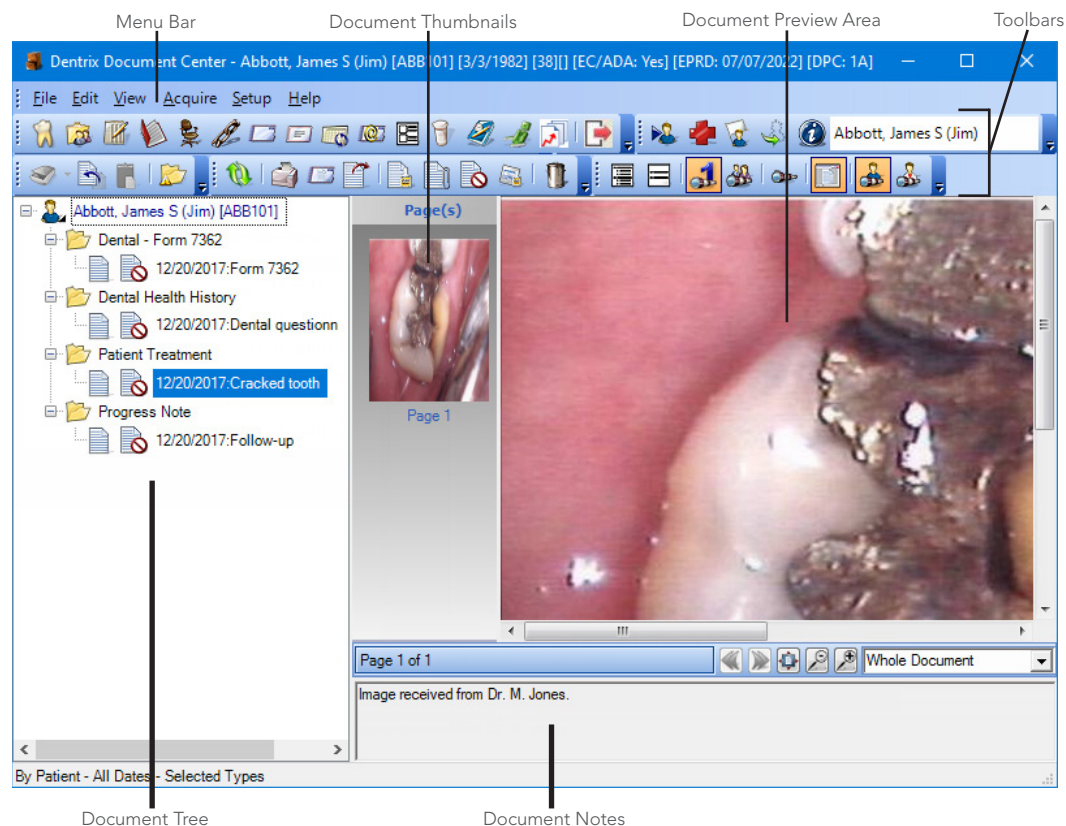 Menu Bar Document Thumbnails Document Preview Area Toolbars
Dentrix Document Center - Abbott, James S (Jim) [ABB101] [3/3/1982] [38][] [EC/ADA: Yes] [EPRD: 07/07/2022] [DPC: 1A]
File Edit View Acquire Setup Help
Abbott, James S (Jim)
Abbott, James S (Jim) [ABB101]
Dental - Form 7362
12/20/2017:Form 7362
Dental Health History
12/20/2017:Dental questionn
Patient Treatment
12/20/2017:Cracked tooth
Progress Note
12/20/2017:Follow-up
Page(s)
Page 1
Page 1 of 1 Whole Document
Image received from Dr. M. Jones.
By Patient - All Dates - Selected Types
Document Tree Document Notes